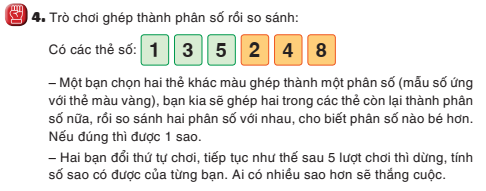 4. Trò chơi ghép thành phân số rồi so sánh:
Có các thẻ số: 1 3 5 2 4 8
– Một bạn chọn hai thẻ khác màu ghép thành một phân số (mẫu số ứng
với thẻ màu vàng), bạn kia sẽ ghép hai trong các thẻ còn lại thành phân
số nữa, rồi so sánh hai phân số với nhau, cho biết phân số nào bé hơn.
Nếu đúng thì được 1 sao.
– Hai bạn đổi thứ tự chơi, tiếp tục như thế sau 5 lượt chơi thì dừng, tính
số sao có được của từng bạn. Ai có nhiều sao hơn sẽ thắng cuộc.